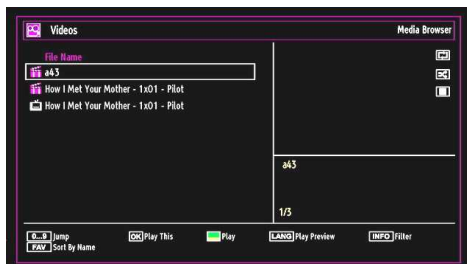 Videos Media Browser
File Name
a43
How I Met Your Mother - 1x01 - Pilot
How I Met Your Mother - 1x01 - Pilot
a43
1/3
0...9 Jump OK Play This Play LANG Play Preview INFO Filter
FAV Sort By Name